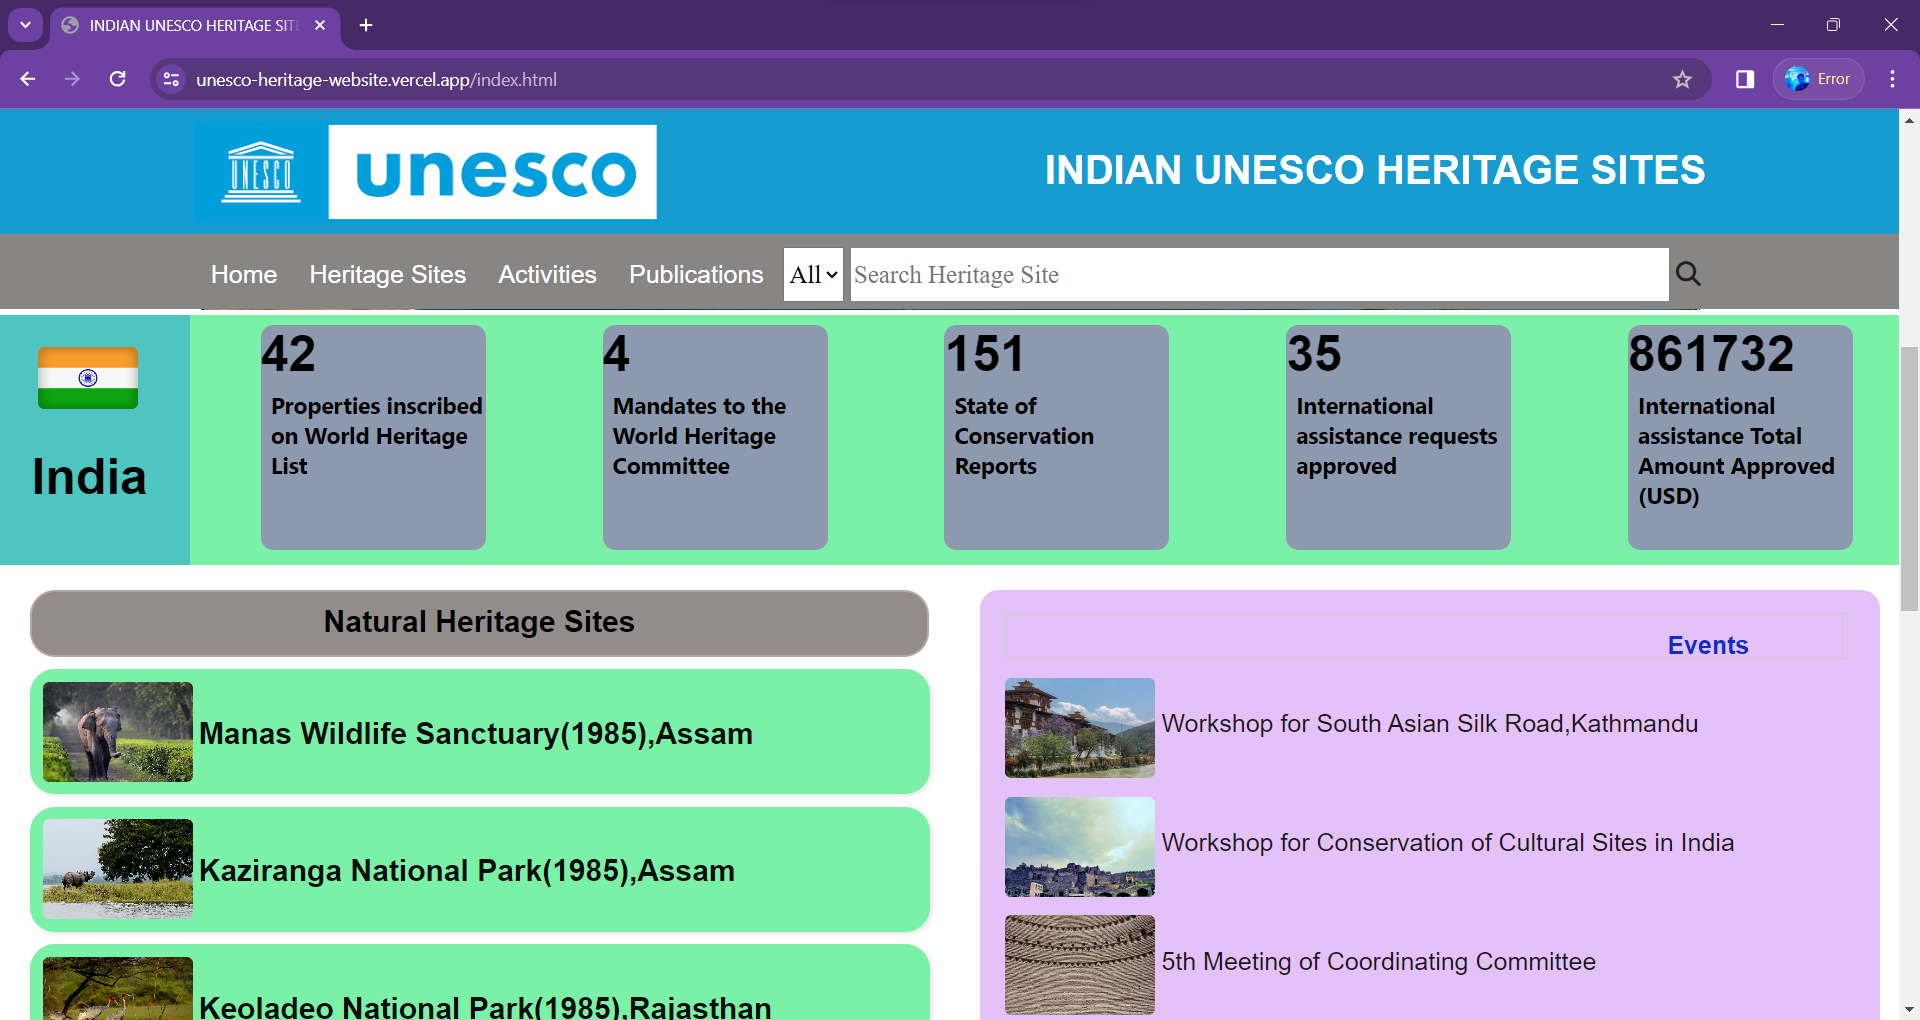 INDIAN UNESCO HERITAGE SIT
unesco-heritage-website.vercel.app/index.html
Error
UNESCO
unesco
INDIAN UNESCO HERITAGE SITES
Home
Heritage Sites
Activities
Publications
All
Search Heritage Site
India
42
Properties inscribed
on World Heritage
List
4
Mandates to the
World Heritage
Committee
151
State of
Conservation
Reports
35
International
assistance requests
approved
861732
International
assistance Total
Amount Approved
(USD)
Natural Heritage Sites
Manas Wildlife Sanctuary(1985),Assam
Kaziranga National Park(1985),Assam
Keoladeo National Park(1985),Rajasthan
Events
Workshop for South Asian Silk Road,Kathmandu
Workshop for Conservation of Cultural Sites in India
5th Meeting of Coordinating Committee